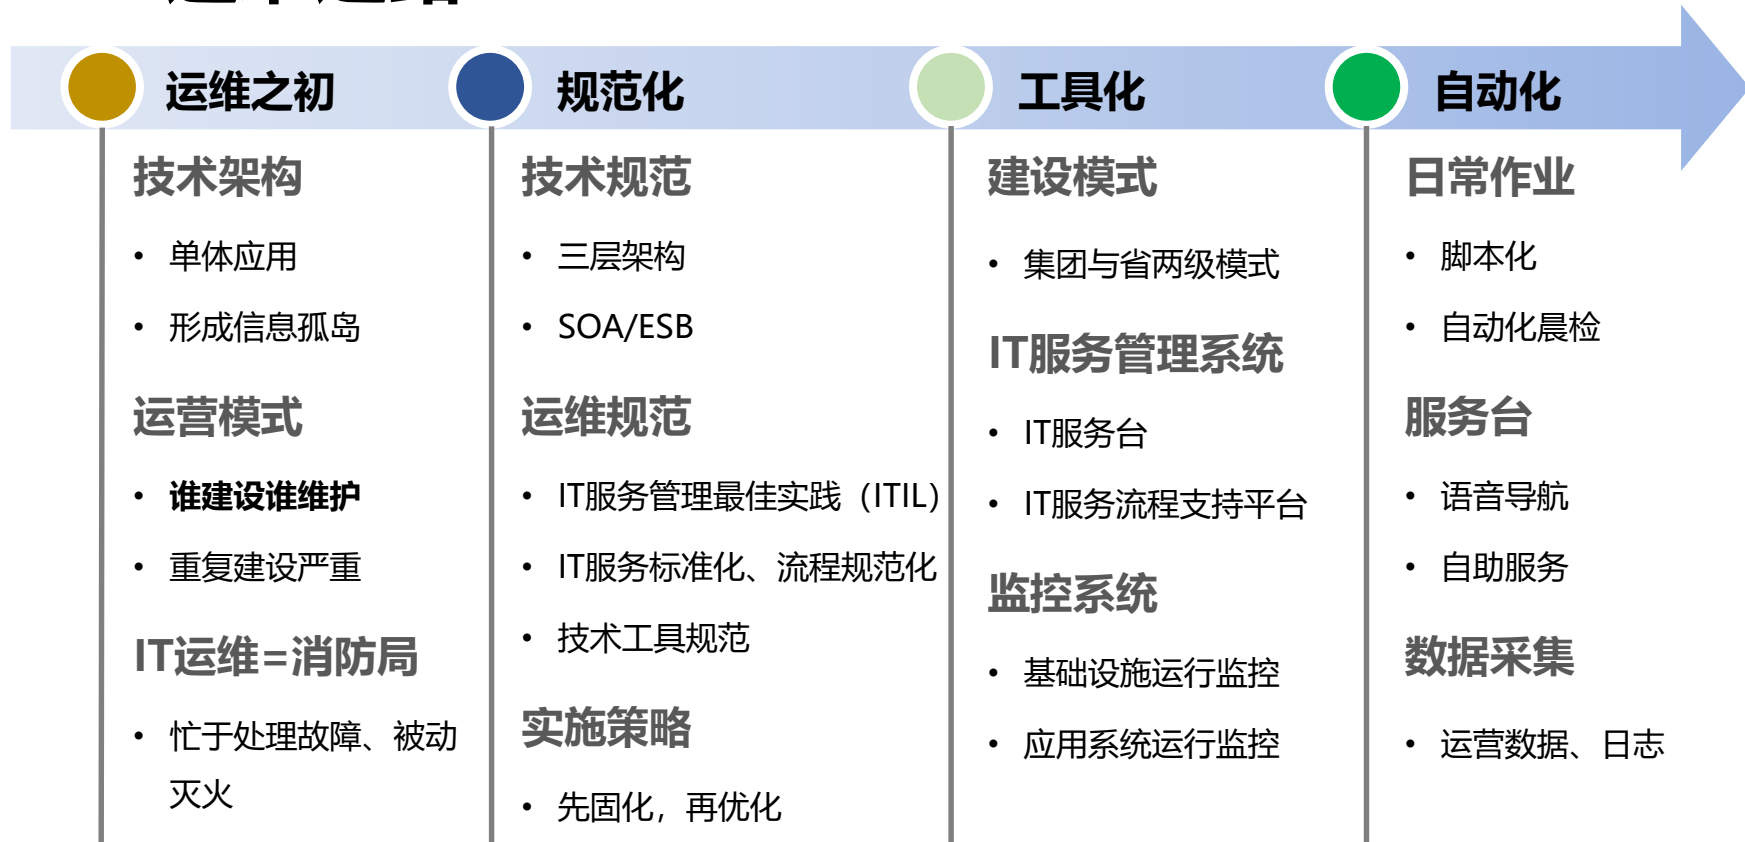 运维之初
规范化
工具化
自动化
技术架构
• 单体应用
• 形成信息孤岛
运营模式
• 谁建设谁维护
• 重复建设严重
IT运维=消防局
• 忙于处理故障、被动
灭火
技术规范
• 三层架构
• SOA/ESB
运维规范
• IT服务管理最佳实践（ITIL）
• IT服务标准化、流程规范化
• 技术工具规范
实施策略
• 先固化，再优化
建设模式
• 集团与省两级模式
IT服务管理系统
• IT服务台
• IT服务流程支持平台
监控系统
• 基础设施运行监控
• 应用系统运行监控
日常作业
• 脚本化
• 自动化晨检
服务台
• 语音导航
• 自助服务
数据采集
• 运营数据、日志